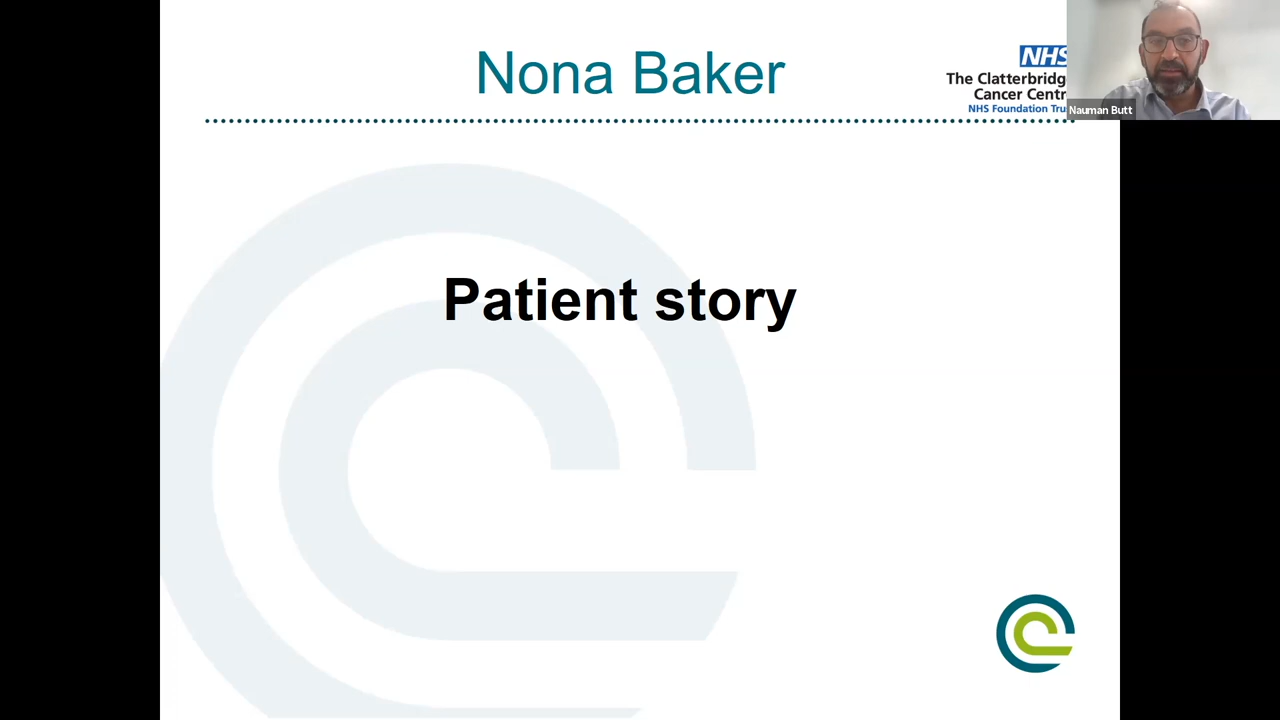 Nona Baker
NHS
The Clatterbridg
Cancer Centr
NHS Foundation Tru
Nauman Butt
Patient story